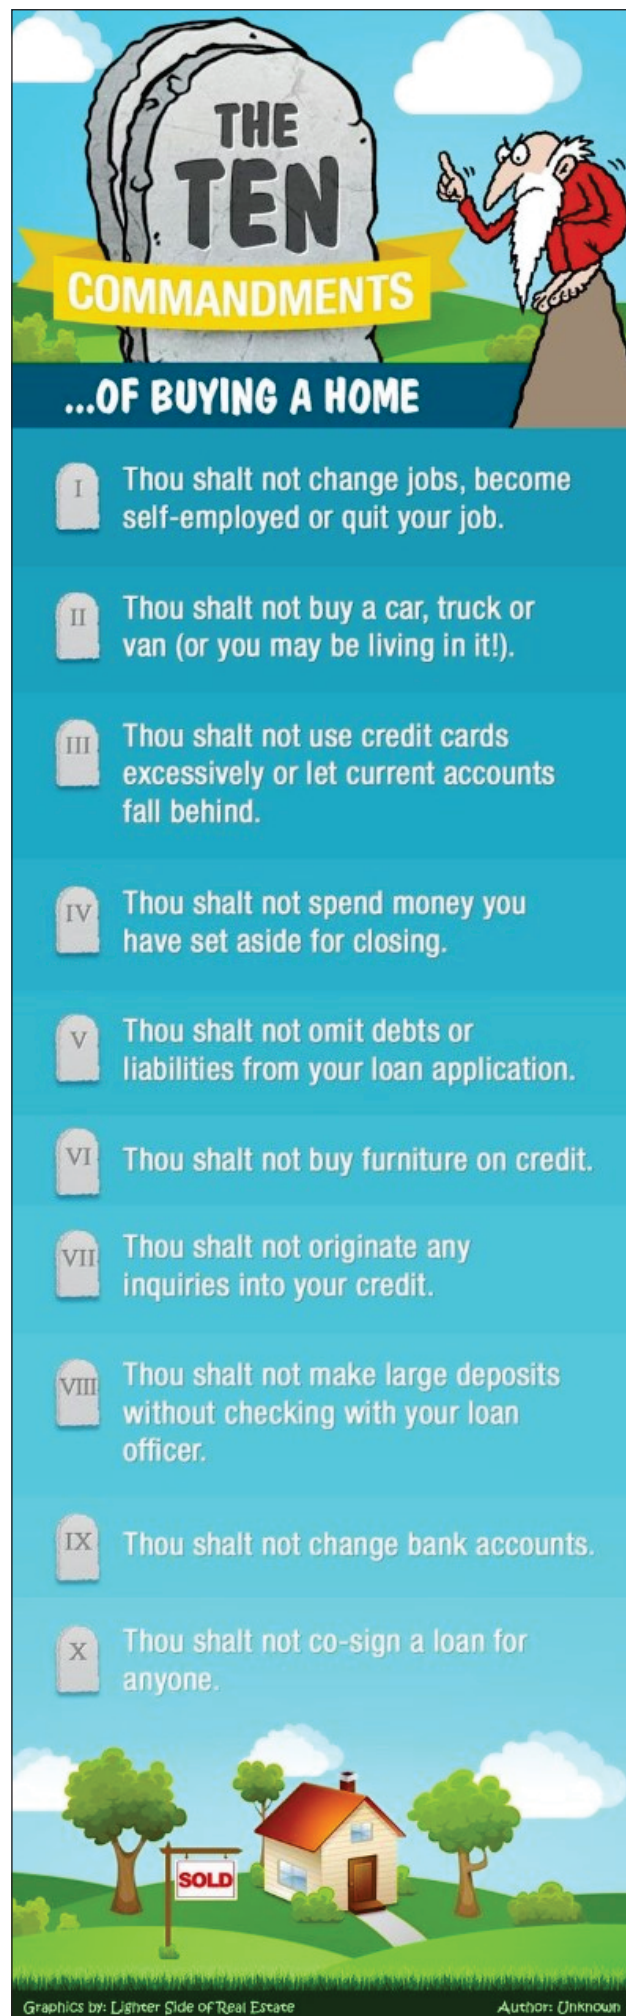 THE
TEN
COMMANDMENTS
...OF BUYING A HOME
I
Thou shalt not change jobs, become
self-employed or quit your job.
II
Thou shalt not buy a car, truck or
van (or you may be living in it!).
III
Thou shalt not use credit cards
excessively or let current accounts
fall behind.
IV
Thou shalt not spend money you
have set aside for closing.
V
Thou shalt not omit debts or
liabilities from your loan application.
VI
Thou shalt not buy furniture on credit.
VII
Thou shalt not originate any
inquiries into your credit.
VIII
Thou shalt not make large deposits
without checking with your loan
officer.
IX
Thou shalt not change bank accounts.
X
Thou shalt not co-sign a loan for
anyone.
SOLD
Graphics by: Lighter Side of Real Estate
Author: Unknown